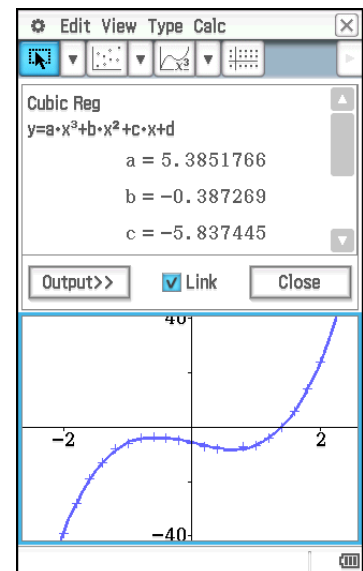 Edit View Type Calc
Cubic Reg
y=a·x³+b·x²+c·x+d
a = 5.3851766
b = −0.387269
c = −5.837445
Output>> Link Close
40
−2 2
−40